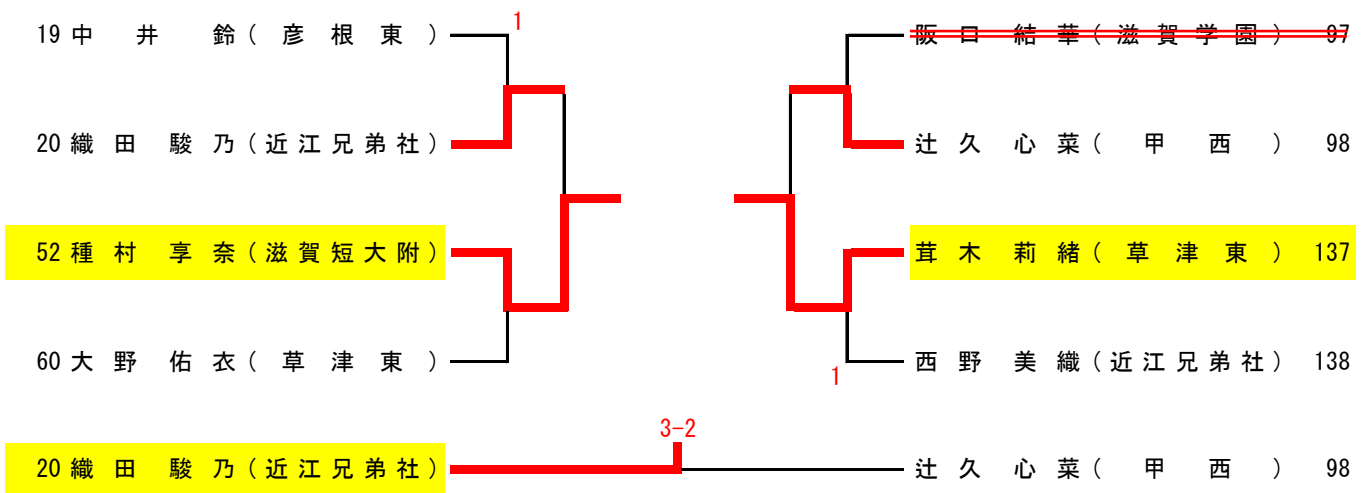 1
19 中井 鈴(彦根東)
阪口 結華(滋賀学園) 97
20 織田 駿乃(近江兄弟社)
辻久 心菜(甲西) 98
52 種村 享奈(滋賀短大附)
茸木 莉緒(草津東) 137
60 大野 佑衣(草津東)
西野 美織(近江兄弟社) 138
1
3-2
20 織田 駿乃(近江兄弟社)
辻久 心菜(甲西) 98